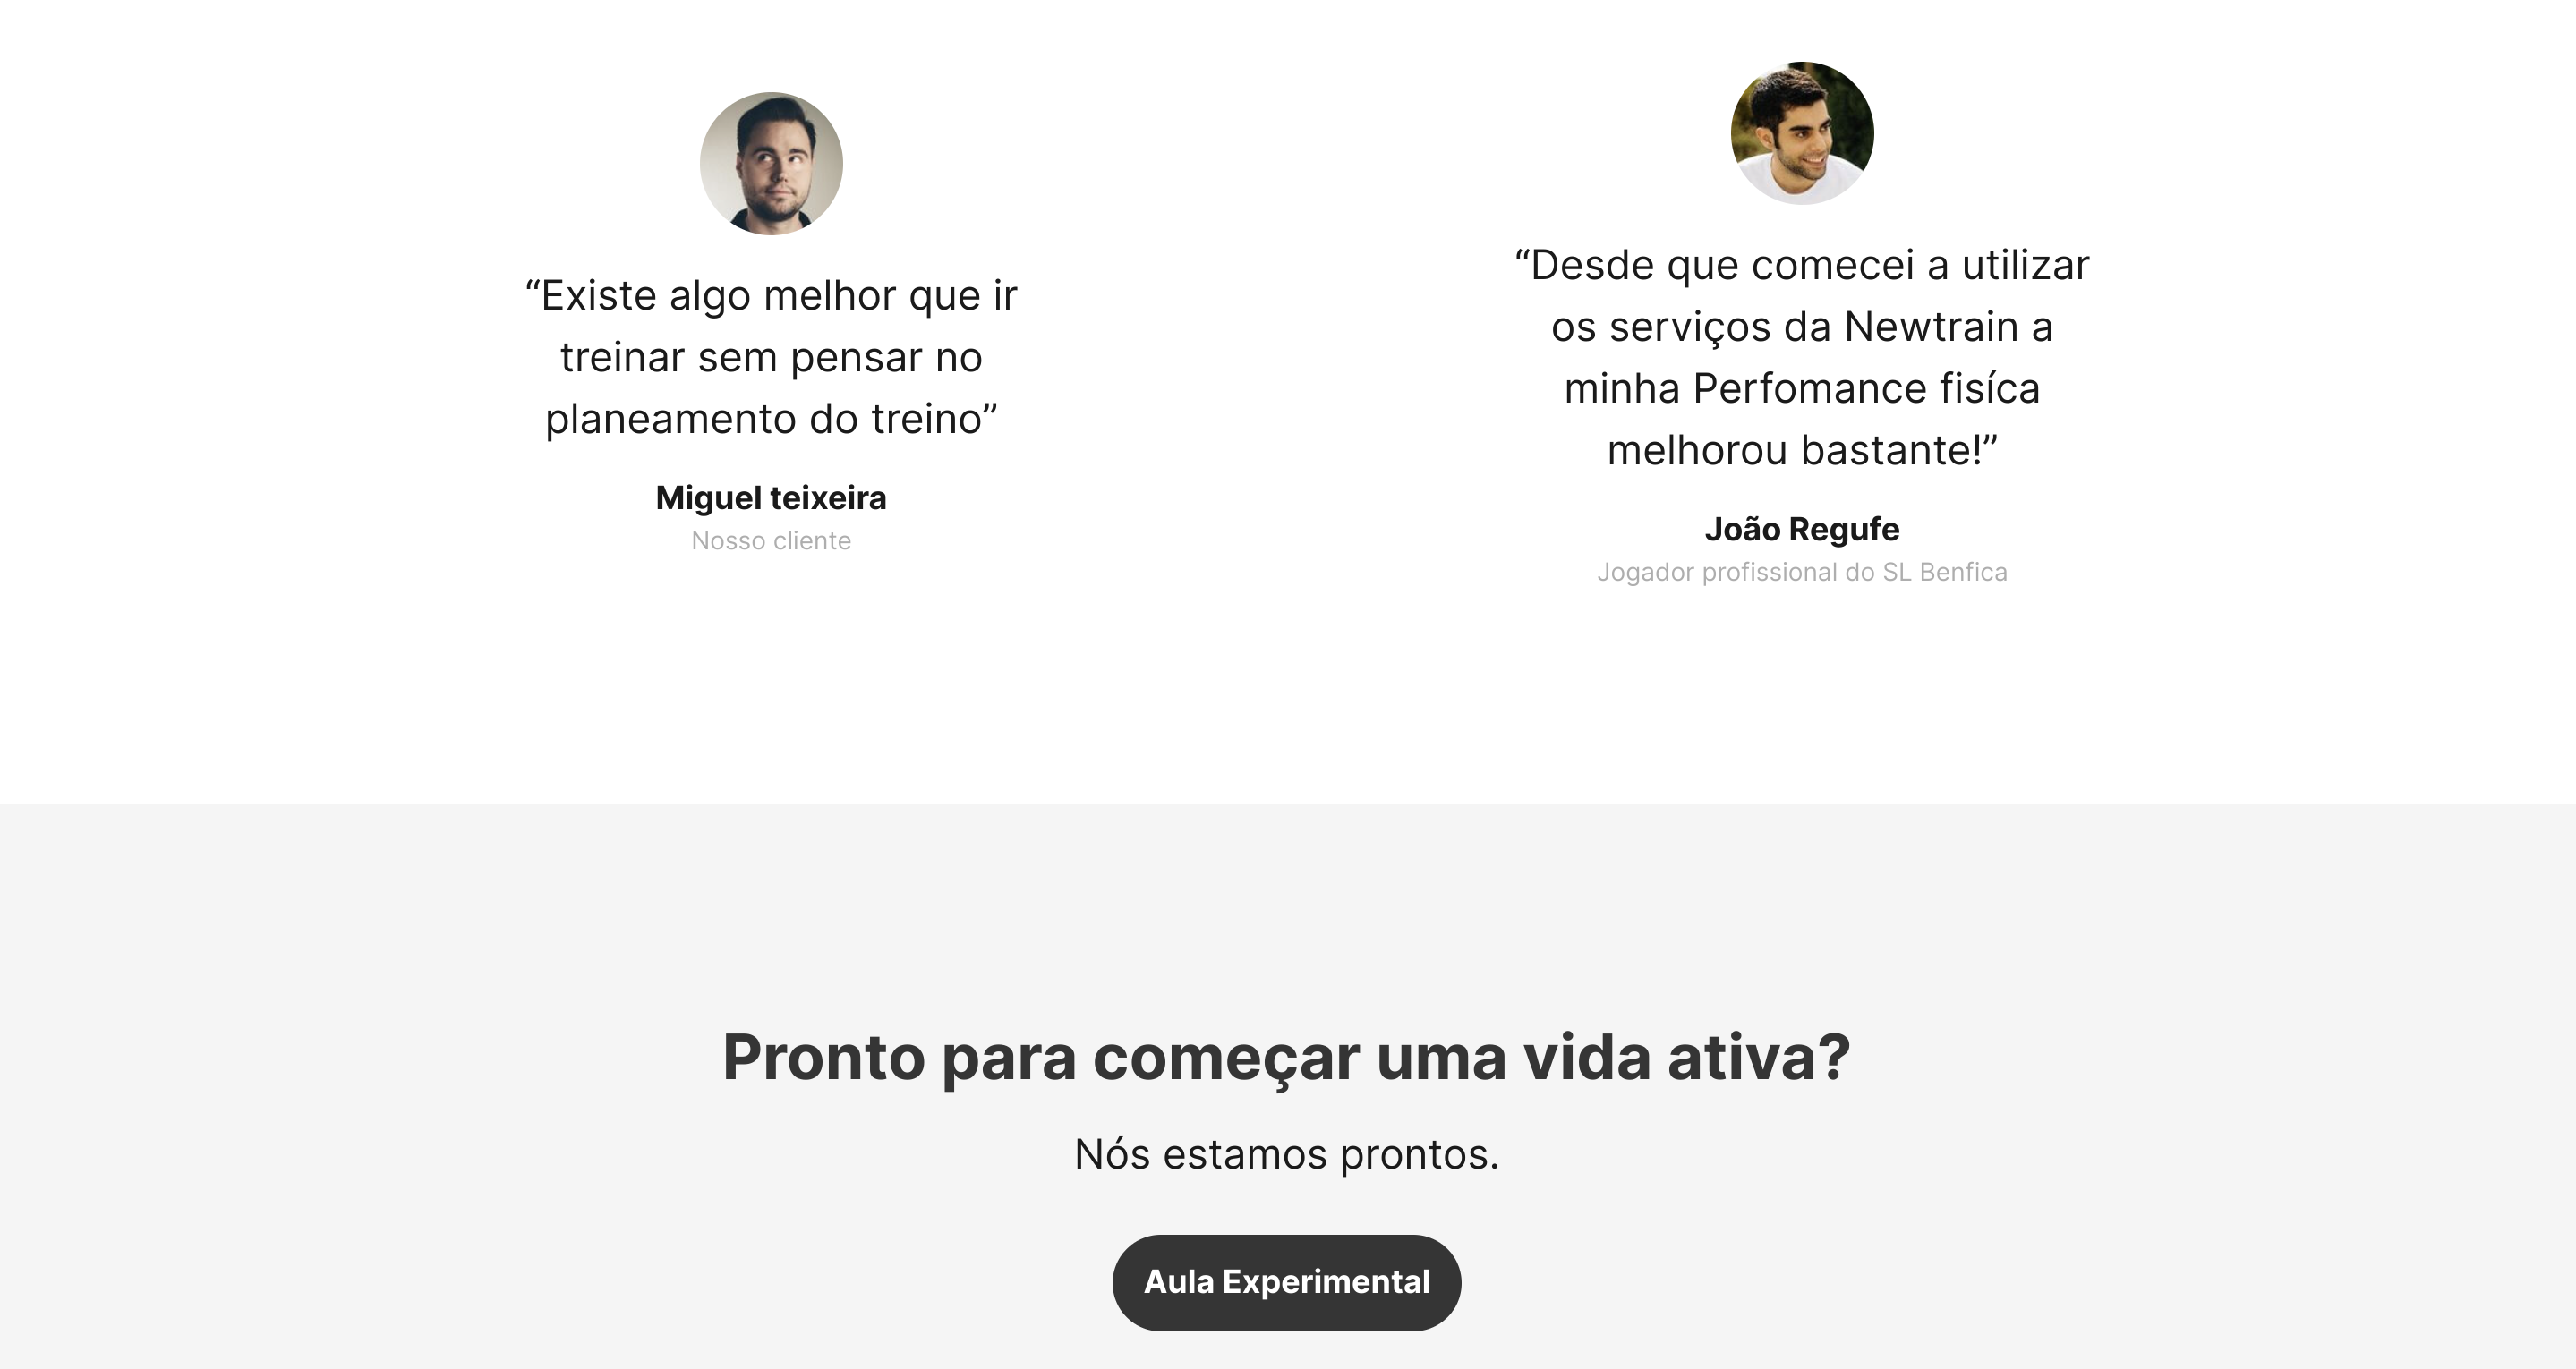 “Existe algo melhor que ir
treinar sem pensar no
planeamento do treino”
Miguel teixeira
Nosso cliente
“Desde que comecei a utilizar
os serviços da Newtrain a
minha Perfomance fisíca
melhorou bastante!”
João Regufe
Jogador profissional do SL Benfica
Pronto para começar uma vida ativa?
Nós estamos prontos.
Aula Experimental